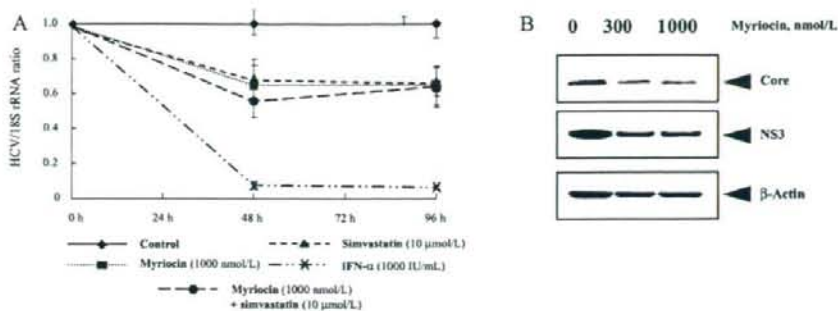 A
HCV/18S rRNA ratio
1.0
0.8
0.6
0.4
0.2
0
0 h 24 h 48 h 72 h 96 h
Control
Simvastatin (10 μmol/L)
Myriocin (1000 nmol/L)
IFN-α (1000 IU/mL)
Myriocin (1000 nmol/L)
+ simvastatin (10 μmol/L)
B
0 300 1000 Myriocin, nmol/L
Core
NS3
β-Actin